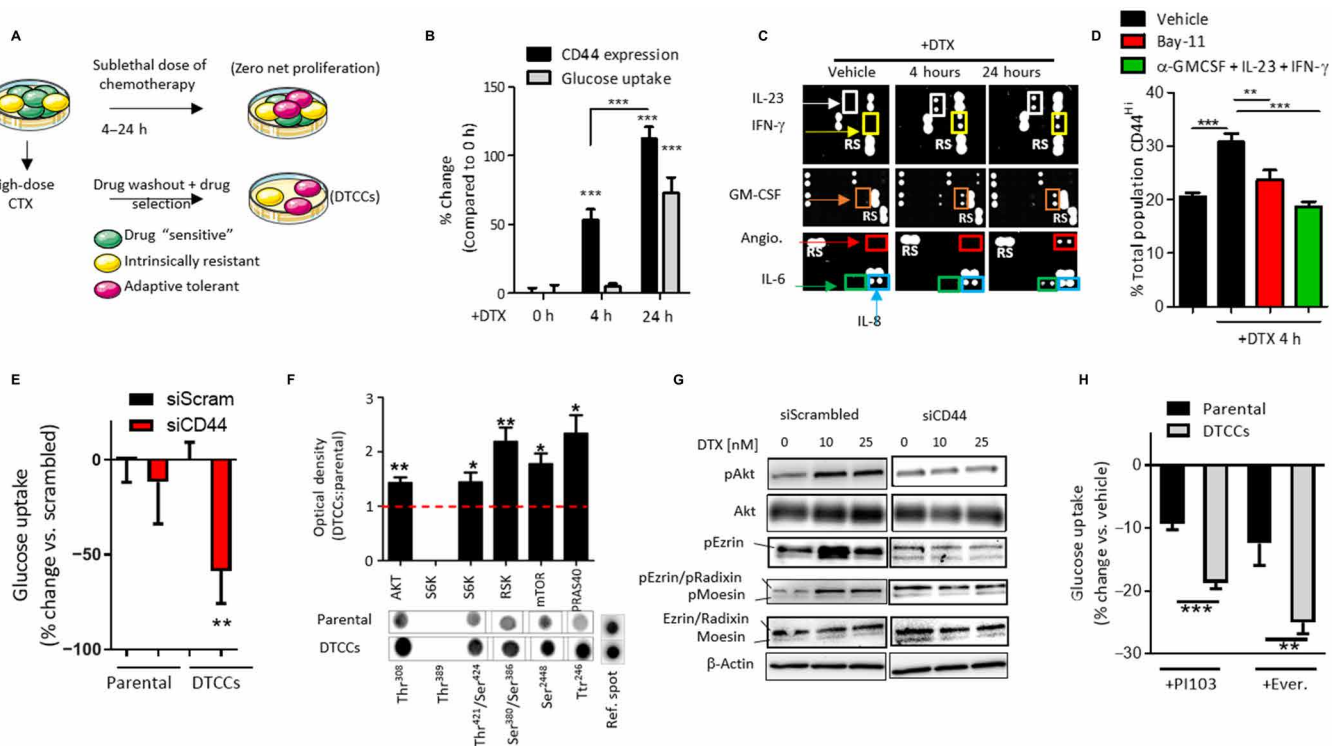 A
Sublethal dose of
chemotherapy
(Zero net proliferation)
4–24 h
igh-dose
CTX
Drug washout + drug
selection
(DTCCs)
Drug “sensitive”
Intrinsically resistant
Adaptive tolerant
B
CD44 expression
Glucose uptake
% change
(Compared to 0 h)
150
100
50
0
***
***
***
***
+DTX
0 h
4 h
24 h
C
+DTX
Vehicle
4 hours
24 hours
IL-23
IFN-γ
RS
RS
RS
GM-CSF
RS
RS
RS
Angio.
RS
RS
RS
IL-6
IL-8
D
Vehicle
Bay-11
α-GMCSF + IL-23 + IFN-γ
% Total population CD44Hi
40
30
20
10
0
***
**
***
+DTX 4 h
E
siScram
siCD44
Glucose uptake
(% change vs. scrambled)
0
−50
−100
**
Parental
DTCCs
F
Optical density
(DTCCs:parental)
3
2
1
0
**
*
**
*
*
AKT
S6K
S6K
RSK
mTOR
PRAS40
Parental
DTCCs
Thr308
Thr389
Thr421/Ser424
Ser380/Ser386
Ser2448
Ttr246
Ref. spot
G
siScrambled
siCD44
DTX [nM]
0
10
25
0
10
25
pAkt
Akt
pEzrin
pEzrin/pRadixin
pMoesin
Ezrin/Radixin
Moesin
β-Actin
H
Parental
DTCCs
Glucose uptake
(% change vs. vehicle)
0
−10
−20
−30
***
**
+PI103
+Ever.